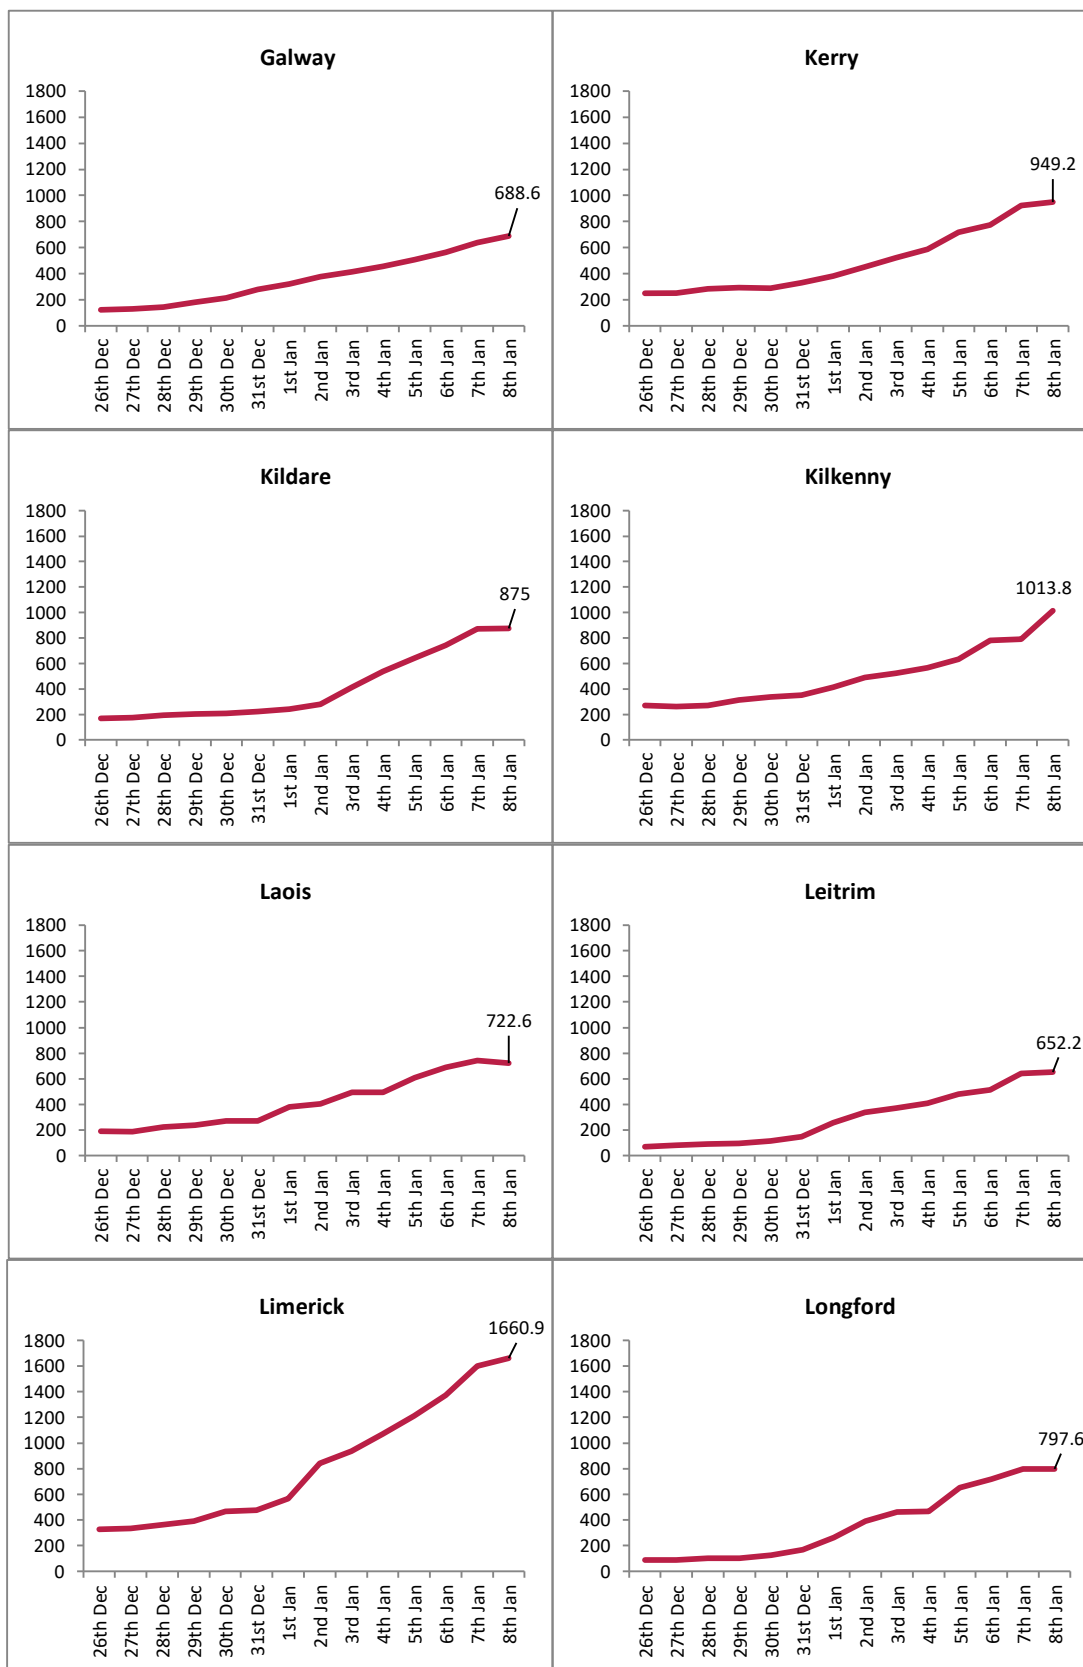 Galway
1800
1600
1400
1200
1000
800
600
400
200
0
688.6
26th Dec
27th Dec
28th Dec
29th Dec
30th Dec
31st Dec
1st Jan
2nd Jan
3rd Jan
4th Jan
5th Jan
6th Jan
7th Jan
8th Jan
Kerry
1800
1600
1400
1200
1000
800
600
400
200
0
949.2
26th Dec
27th Dec
28th Dec
29th Dec
30th Dec
31st Dec
1st Jan
2nd Jan
3rd Jan
4th Jan
5th Jan
6th Jan
7th Jan
8th Jan
Kildare
1800
1600
1400
1200
1000
800
600
400
200
0
875
26th Dec
27th Dec
28th Dec
29th Dec
30th Dec
31st Dec
1st Jan
2nd Jan
3rd Jan
4th Jan
5th Jan
6th Jan
7th Jan
8th Jan
Kilkenny
1800
1600
1400
1200
1000
800
600
400
200
0
1013.8
26th Dec
27th Dec
28th Dec
29th Dec
30th Dec
31st Dec
1st Jan
2nd Jan
3rd Jan
4th Jan
5th Jan
6th Jan
7th Jan
8th Jan
Laois
1800
1600
1400
1200
1000
800
600
400
200
0
722.6
26th Dec
27th Dec
28th Dec
29th Dec
30th Dec
31st Dec
1st Jan
2nd Jan
3rd Jan
4th Jan
5th Jan
6th Jan
7th Jan
8th Jan
Leitrim
1800
1600
1400
1200
1000
800
600
400
200
0
652.2
26th Dec
27th Dec
28th Dec
29th Dec
30th Dec
31st Dec
1st Jan
2nd Jan
3rd Jan
4th Jan
5th Jan
6th Jan
7th Jan
8th Jan
Limerick
1800
1600
1400
1200
1000
800
600
400
200
0
1660.9
26th Dec
27th Dec
28th Dec
29th Dec
30th Dec
31st Dec
1st Jan
2nd Jan
3rd Jan
4th Jan
5th Jan
6th Jan
7th Jan
8th Jan
Longford
1800
1600
1400
1200
1000
800
600
400
200
0
797.6
26th Dec
27th Dec
28th Dec
29th Dec
30th Dec
31st Dec
1st Jan
2nd Jan
3rd Jan
4th Jan
5th Jan
6th Jan
7th Jan
8th Jan